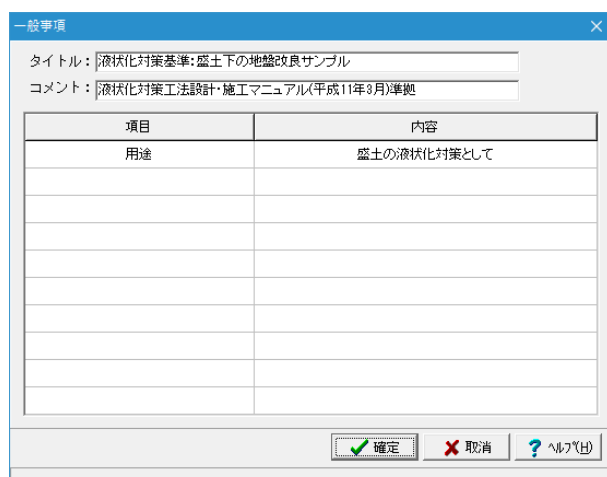 一般事項
タイトル：液状化対策基準:盛土下の地盤改良サンプル
コメント：液状化対策工法設計・施工マニュアル(平成11年3月)準拠
項目 内容
用途 盛土の液状化対策として
確定 取消 ? ﾍﾙﾌﾟ(H)